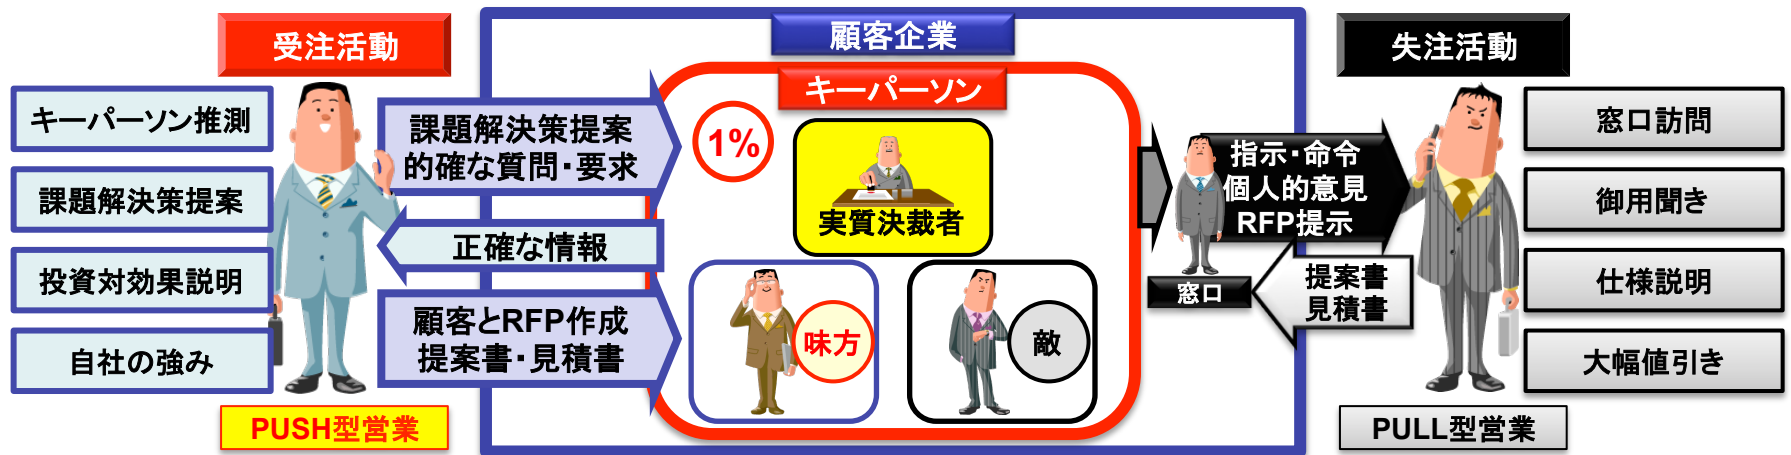 受注活動
キーパーソン推測
課題解決策提案
投資対効果説明
自社の強み
PUSH型営業
課題解決策提案
的確な質問・要求
正確な情報
顧客とRFP作成
提案書・見積書
顧客企業
キーパーソン
1%
実質決裁者
味方
敵
窓口
指示・命令
個人的意見
RFP提示
提案書
見積書
失注活動
窓口訪問
御用聞き
仕様説明
大幅値引き
PULL型営業